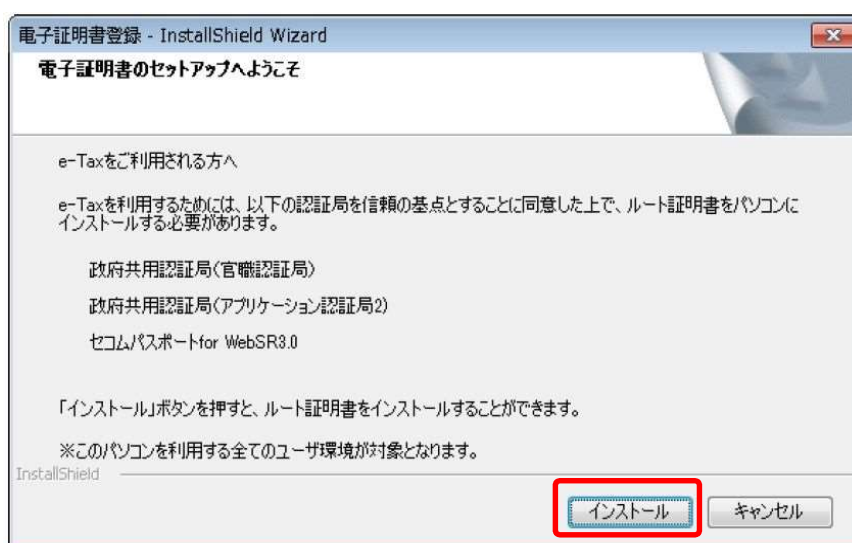 電子証明書登録 - InstallShield Wizard
電子証明書のセットアップへようこそ
e-Taxをご利用される方へ
e-Taxを利用するためには、以下の認証局を信頼の基点とすることに同意した上で、ルート証明書をパソコンに
インストールする必要があります。
政府共用認証局(官職認証局)
政府共用認証局(アプリケーション認証局2)
セコムパスポートfor WebSR3.0
「インストール」ボタンを押すと、ルート証明書をインストールすることができます。
※このパソコンを利用する全てのユーザ環境が対象となります。
InstallShield
インストール
キャンセル